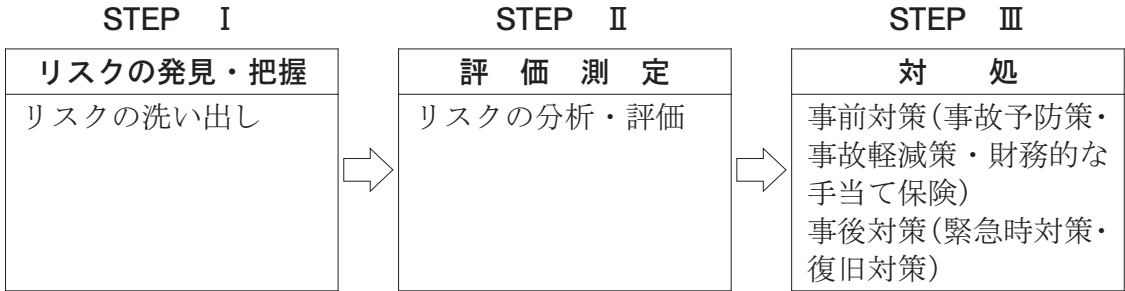 STEP Ⅰ
リスクの発見・把握
リスクの洗い出し
STEP Ⅱ
評価測定
リスクの分析・評価
STEP Ⅲ
対処
事前対策(事故予防策・
事故軽減策・財務的な
手当て保険)
事後対策(緊急時対策・
復旧対策)